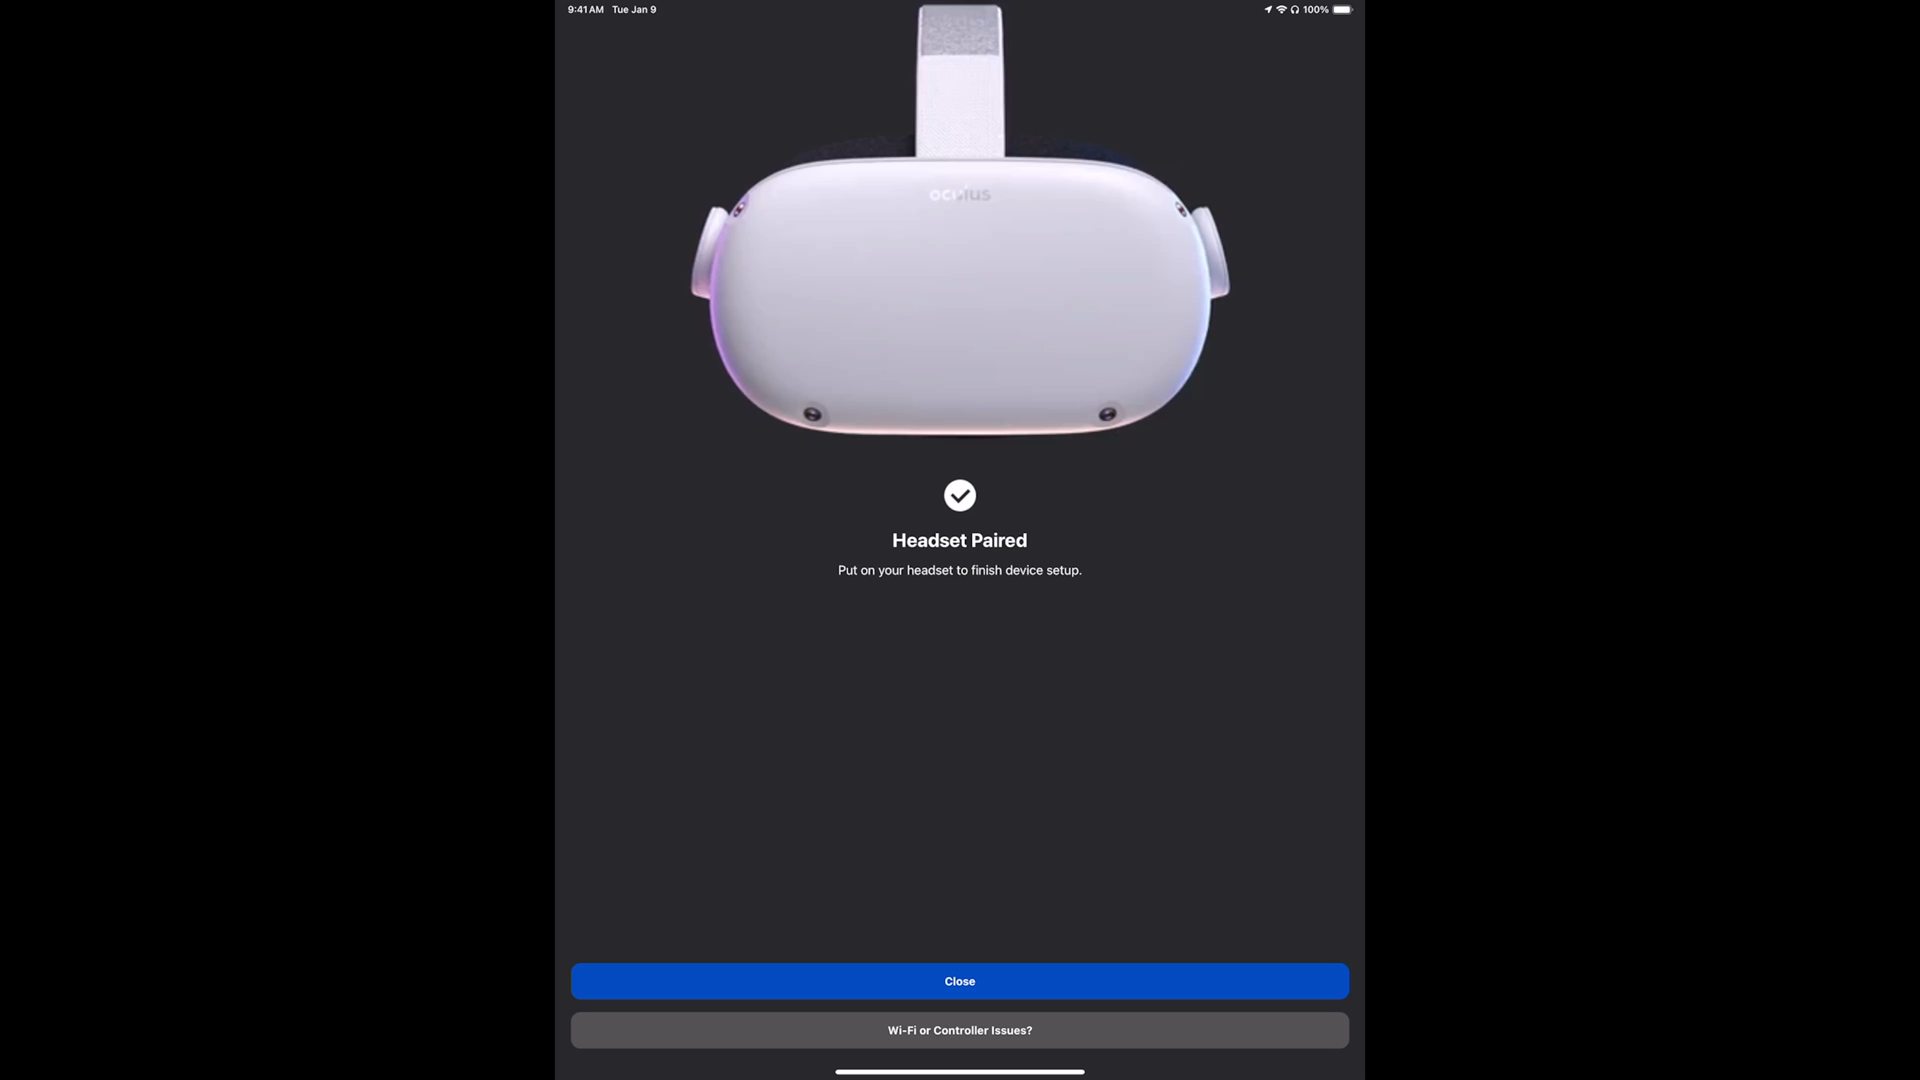 9:41 AM Tue Jan 9
100%
oculus
Headset Paired
Put on your headset to finish device setup.
Close
Wi-Fi or Controller Issues?